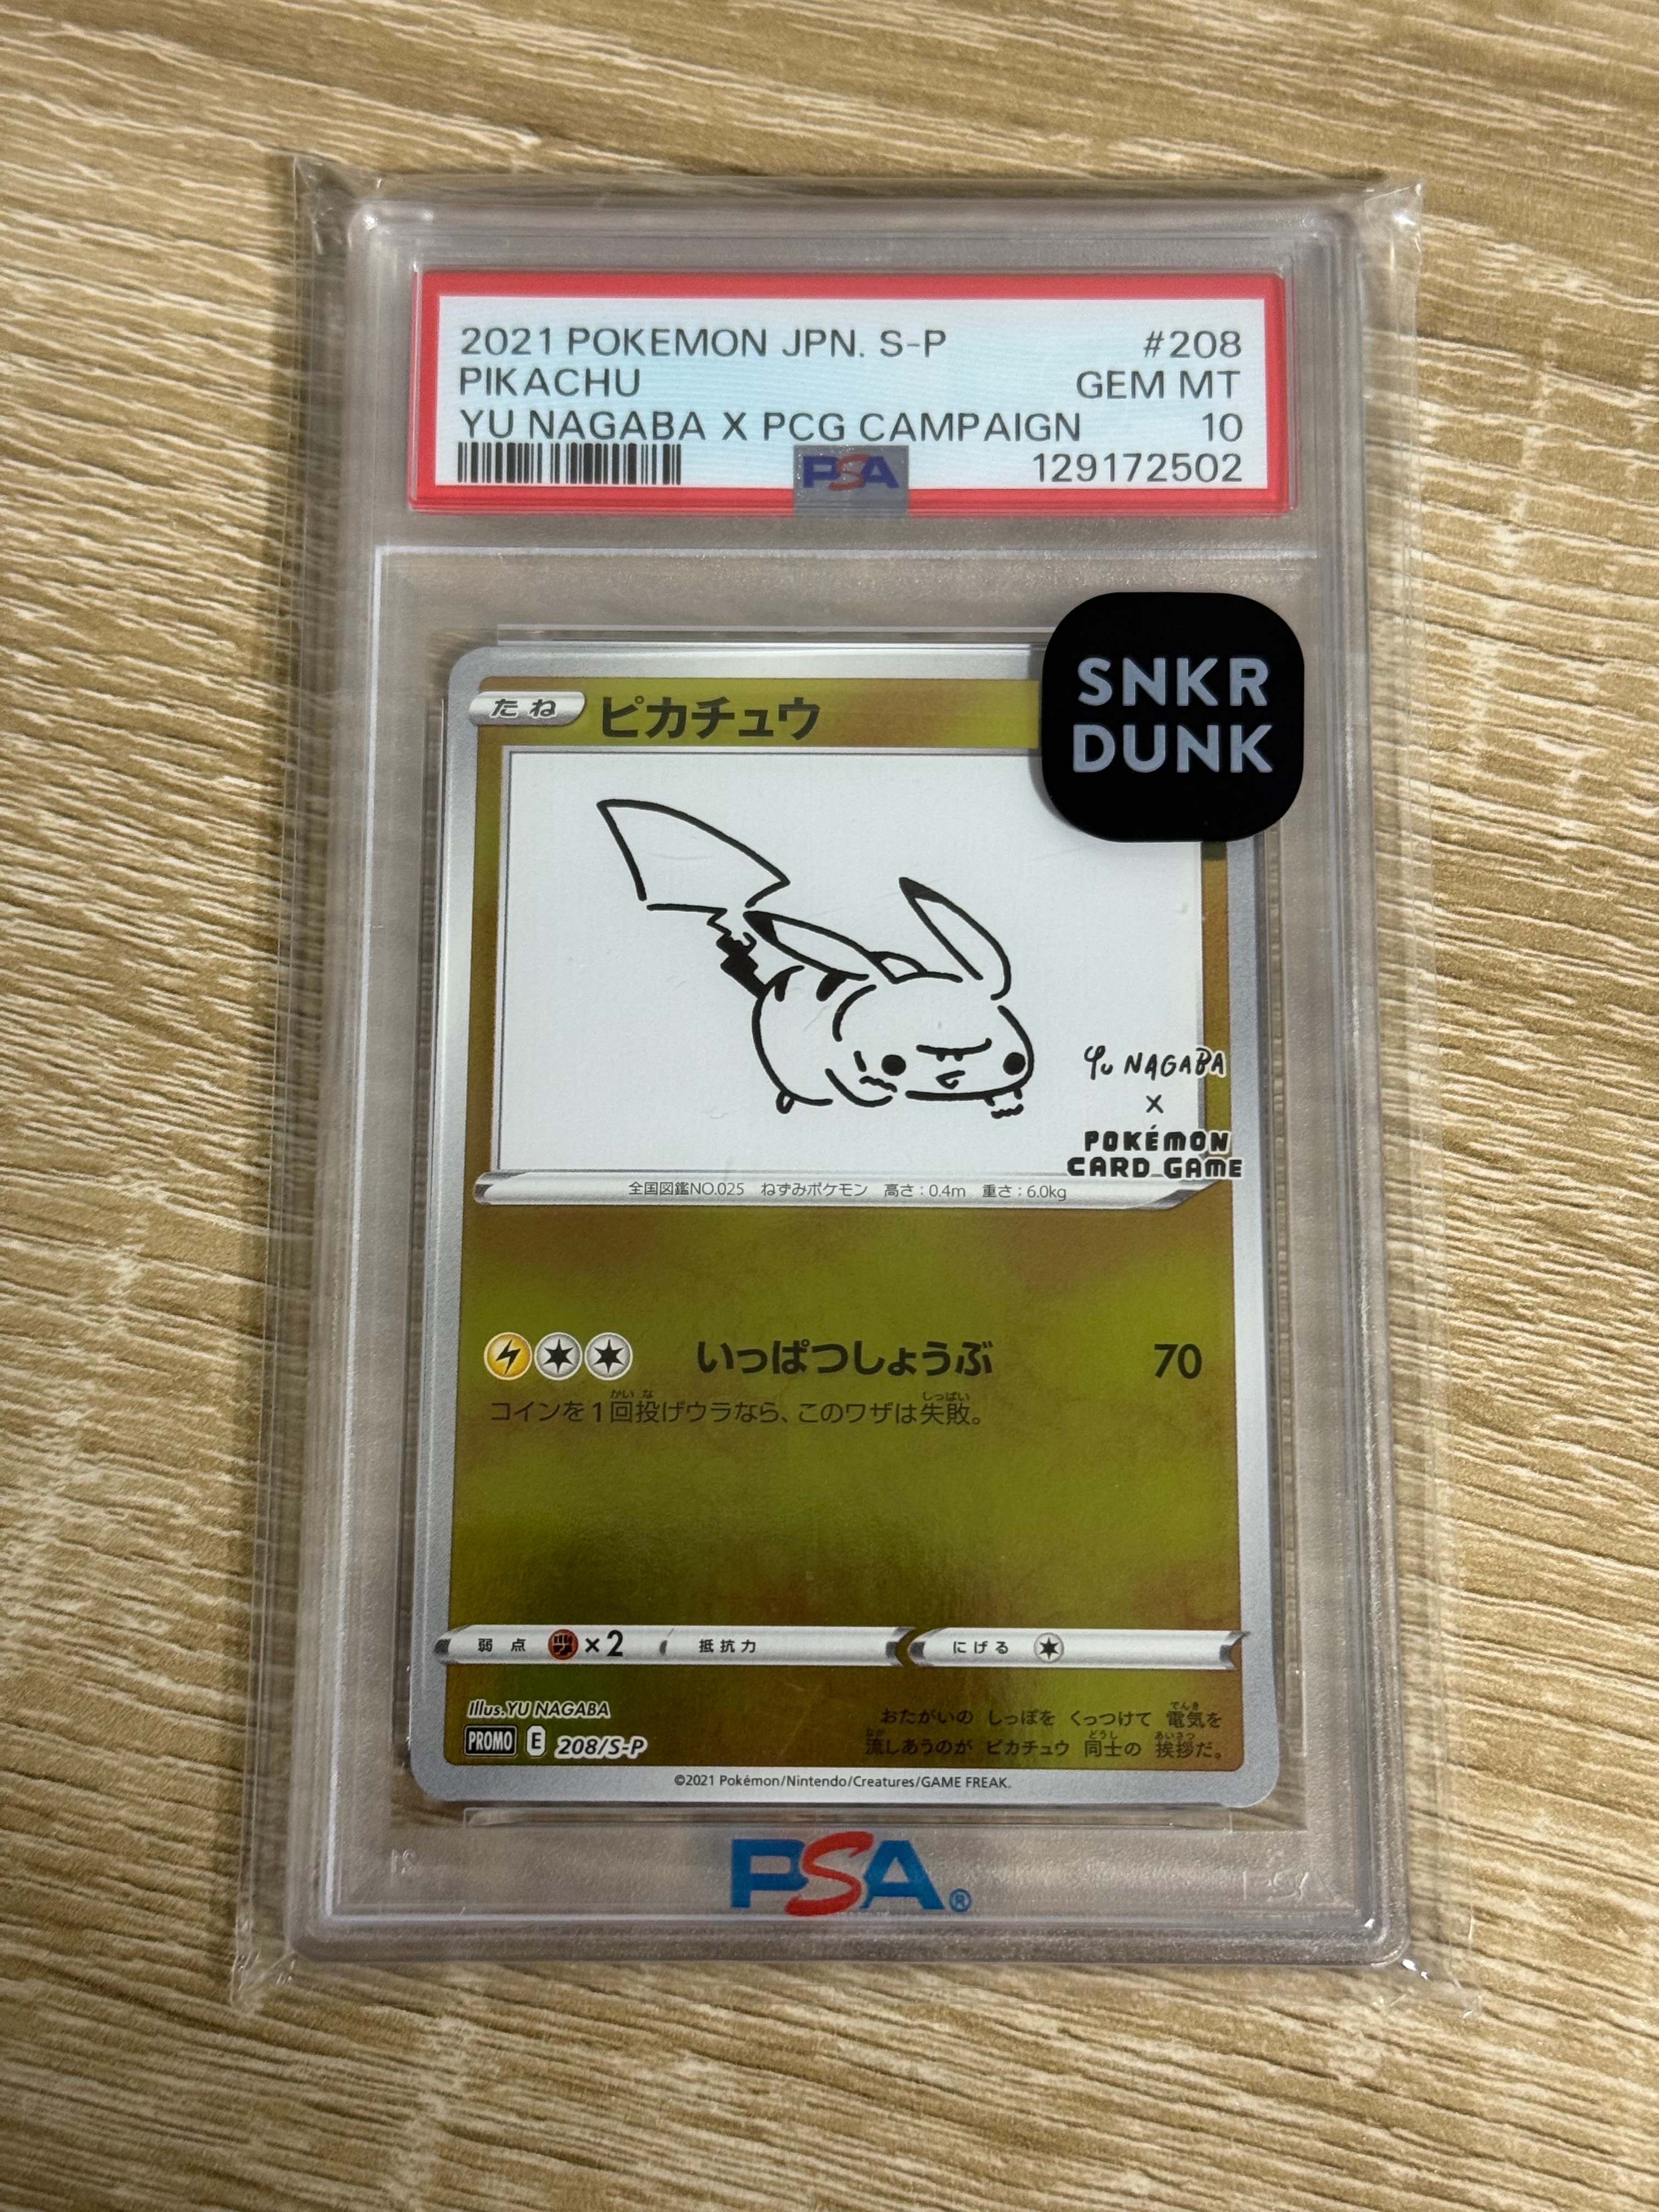 2021 POKEMON JPN. S-P #208
PIKACHU GEM MT
YU NAGABA X PCG CAMPAIGN 10
PSA 129172502
SNKR
DUNK
たね ピカチュウ
Yu NAGABA
×
POKÉMON
CARD GAME
全国図鑑NO.025 ねずみポケモン 高さ:0.4m 重さ:6.0kg
いっぱつしょうぶ 70
コインを1回投げウラなら、このワザは失敗。
弱点 ×2 抵抗力 にげる
Illus.YU NAGABA
PROMO E 208/S-P
おたがいの しっぽを くっつけて 電気を
流しあうのが ピカチュウ 同士の 挨拶だ。
©2021 Pokémon/Nintendo/Creatures/GAME FREAK.
PSA®